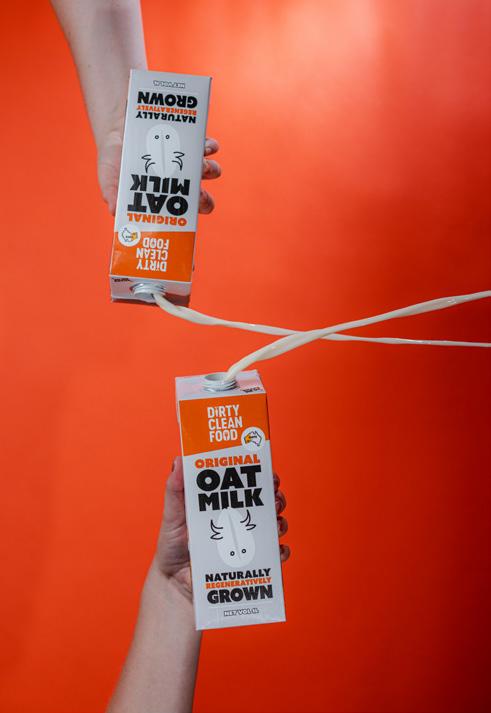 NET VOL 1L
GROWN
REGENERATIVELY
NATURALLY
MILK
OAT
ORIGINAL
FOOD
CLEAN
DIRTY
DIRTY
CLEAN
FOOD
ORIGINAL
OAT
MILK
NATURALLY
REGENERATIVELY
GROWN
NET VOL 1L